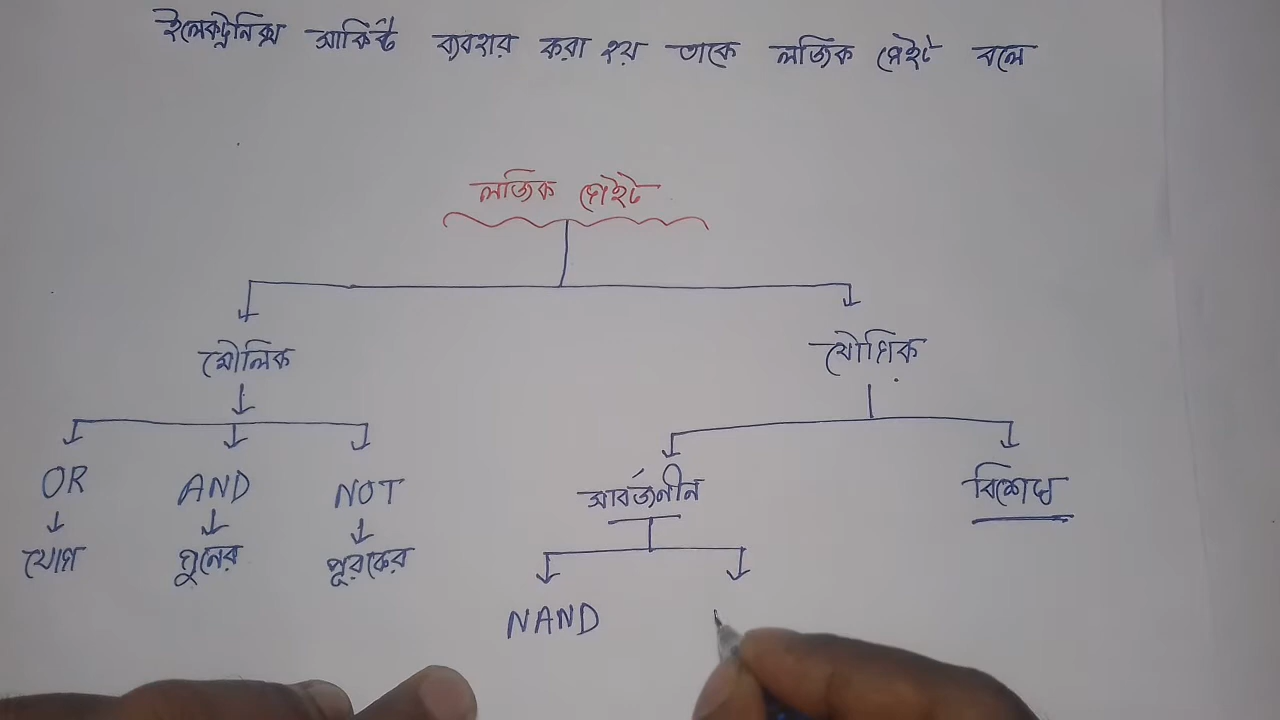 ইলেকট্রনিক্স সার্কিট ব্যবহার করা হয় তাকে লজিক গেইট বলে
লজিক গেইট
মৌলিক যৌগিক
OR AND NOT সার্বজনীন বিশেষ
যোগ গুনের পূরকের
NAND